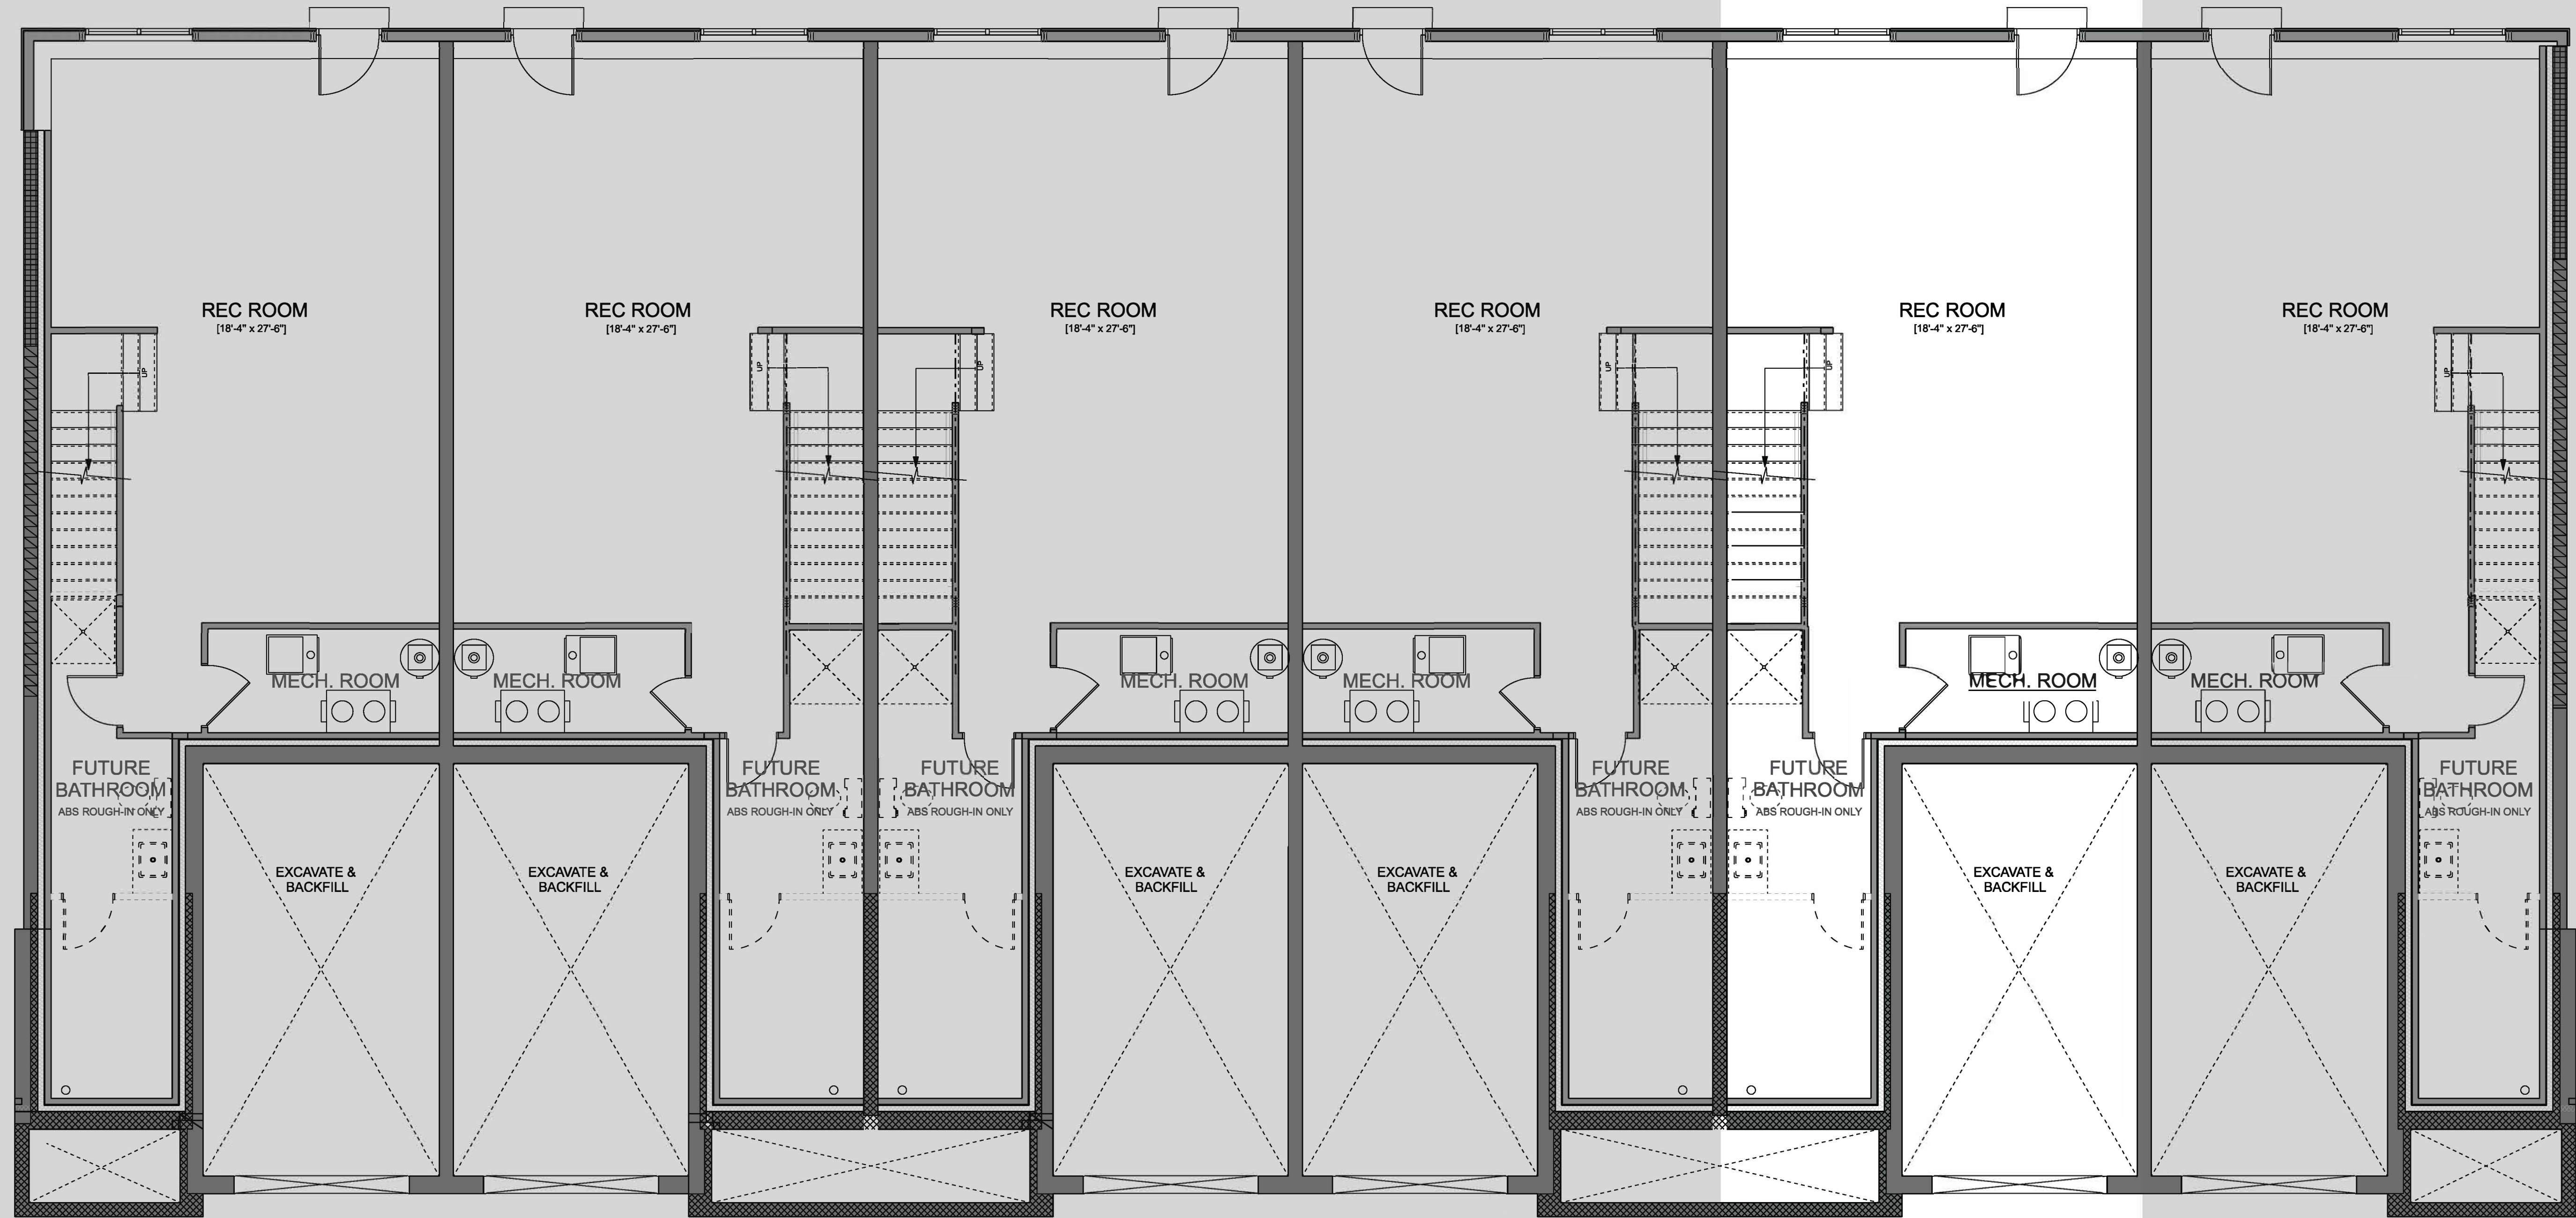 REC ROOM
[18'-4" x 27'-6"]
REC ROOM
[18'-4" x 27'-6"]
REC ROOM
[18'-4" x 27'-6"]
REC ROOM
[18'-4" x 27'-6"]
REC ROOM
[18'-4" x 27'-6"]
REC ROOM
[18'-4" x 27'-6"]
UP
UP
UP
UP
UP
UP
MECH. ROOM
MECH. ROOM
MECH. ROOM
MECH. ROOM
MECH. ROOM
MECH. ROOM
FUTURE
BATHROOM
ABS ROUGH-IN ONLY
FUTURE
BATHROOM
ABS ROUGH-IN ONLY
FUTURE
BATHROOM
ABS ROUGH-IN ONLY
FUTURE
BATHROOM
ABS ROUGH-IN ONLY
FUTURE
BATHROOM
ABS ROUGH-IN ONLY
FUTURE
BATHROOM
ABS ROUGH-IN ONLY
EXCAVATE &
BACKFILL
EXCAVATE &
BACKFILL
EXCAVATE &
BACKFILL
EXCAVATE &
BACKFILL
EXCAVATE &
BACKFILL
EXCAVATE &
BACKFILL